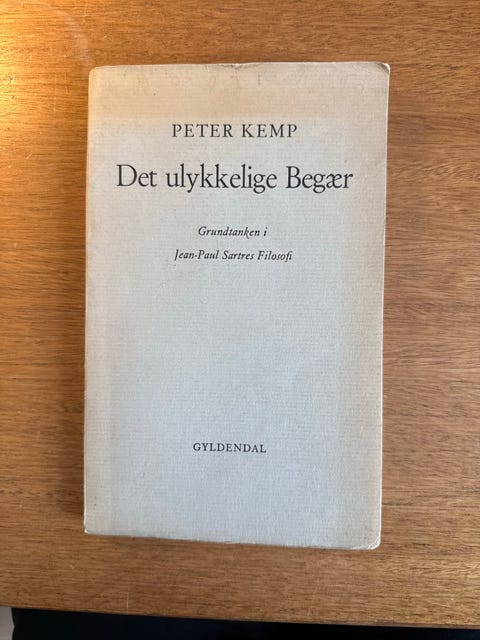 PETER KEMP
Det ulykkelige Begær
Grundtanken i
Jean-Paul Sartres Filosofi
GYLDENDAL